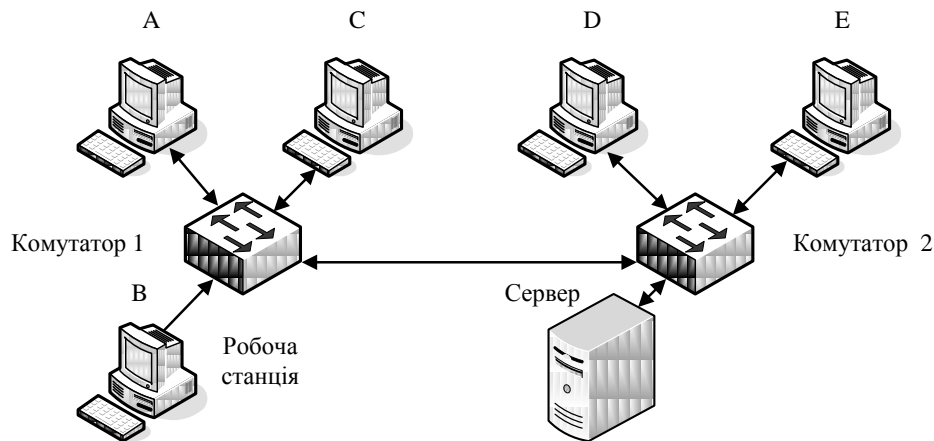 A
C
D
E
Комутатор 1
Комутатор 2
B
Сервер
Робоча
станція